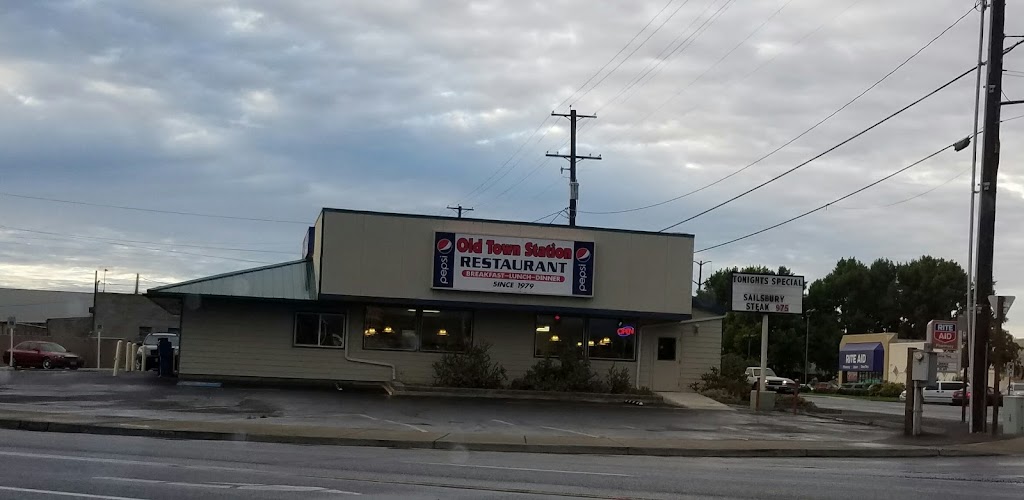 pepsi
Old Town Station
RESTAURANT
BREAKFAST-LUNCH-DINNER
SINCE 1979
pepsi
OPEN
TONIGHTS SPECIAL
SAILSBURY
STEAK 975
RITE
AID
RITE AID